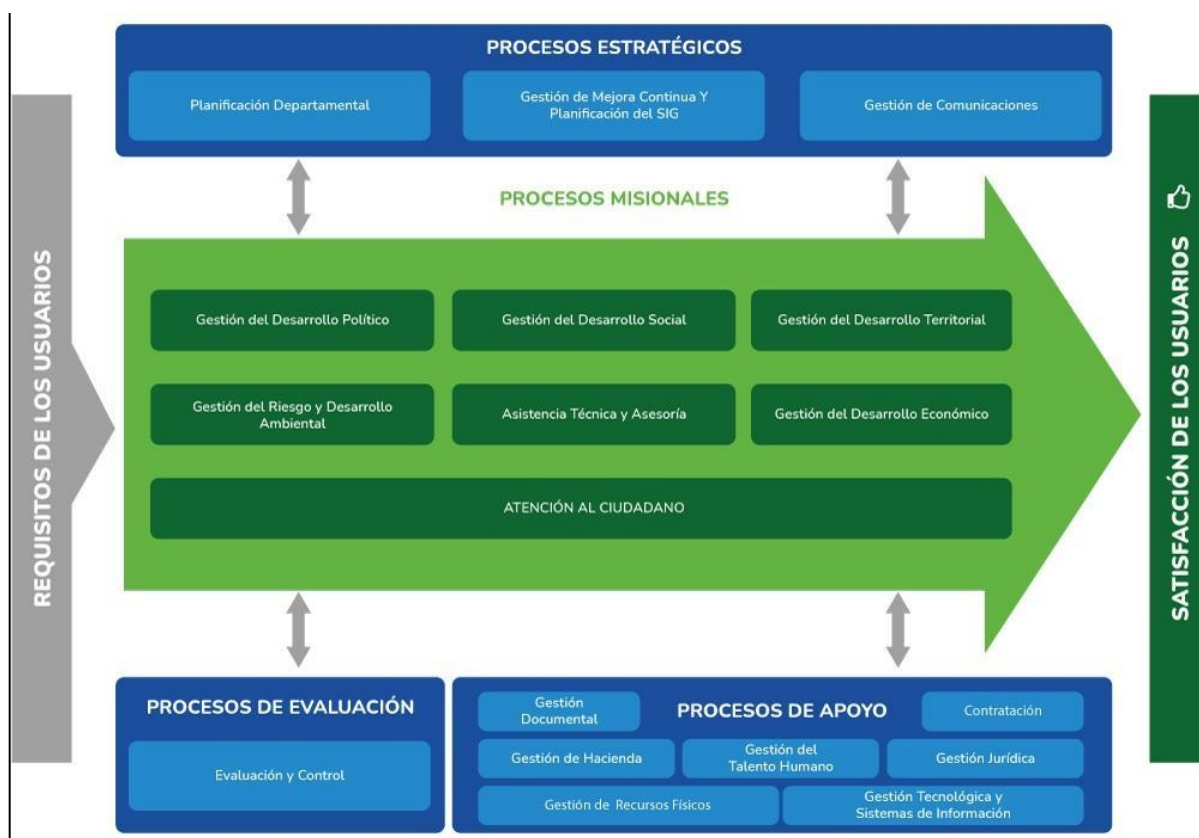 PROCESOS ESTRATÉGICOS
Planificación Departamental
Gestión de Mejora Continua Y
Planificación del SIG
Gestión de Comunicaciones
REQUISITOS DE LOS USUARIOS
PROCESOS MISIONALES
Gestión del Desarrollo Político
Gestión del Desarrollo Social
Gestión del Desarrollo Territorial
Gestión del Riesgo y Desarrollo
Ambiental
Asistencia Técnica y Asesoría
Gestión del Desarrollo Económico
ATENCIÓN AL CIUDADANO
SATISFACCIÓN DE LOS USUARIOS
PROCESOS DE EVALUACIÓN
Evaluación y Control
PROCESOS DE APOYO
Gestión
Documental
Contratación
Gestión de Hacienda
Gestión del
Talento Humano
Gestión Jurídica
Gestión de Recursos Físicos
Gestión Tecnológica y
Sistemas de Información